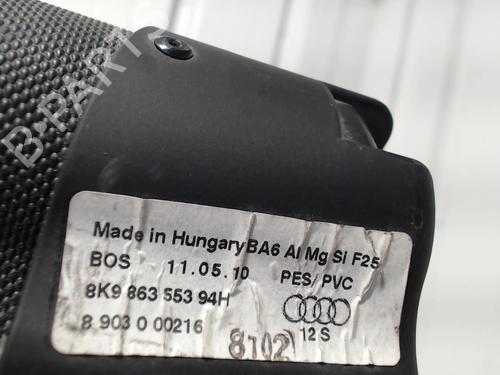 B-PARTS
Made in Hungary BA6 Al Mg Si F25
BOS 11.05.10 PES/PVC
8K9 863 553 94H
8 903 0 00216 8102 12 S